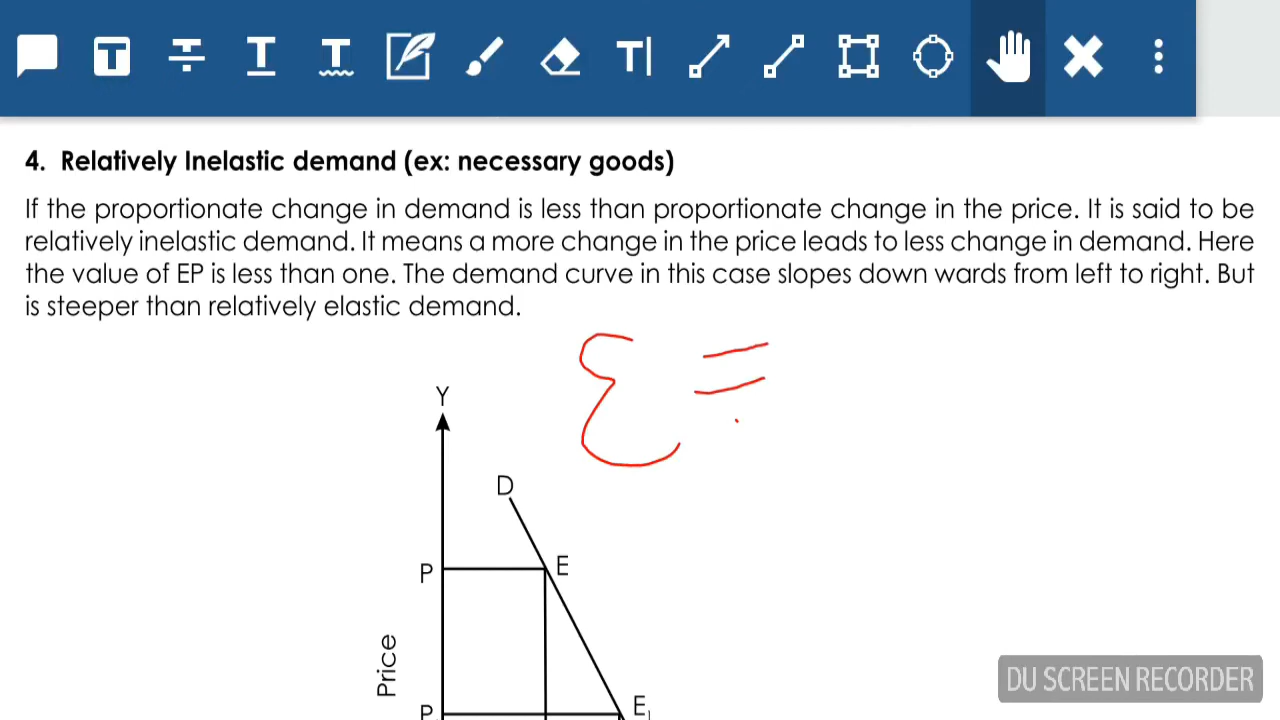 4. Relatively Inelastic demand (ex: necessary goods)
If the proportionate change in demand is less than proportionate change in the price. It is said to be
relatively inelastic demand. It means a more change in the price leads to less change in demand. Here
the value of EP is less than one. The demand curve in this case slopes down wards from left to right. But
is steeper than relatively elastic demand.
Ɛ =
Y
D
P
E
Price
P
E₁
DU SCREEN RECORDER